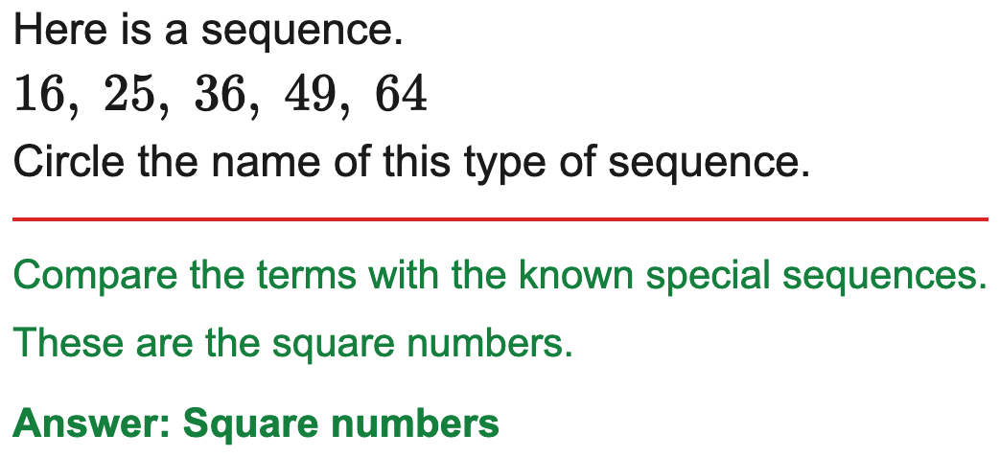 Here is a sequence.
16, 25, 36, 49, 64
Circle the name of this type of sequence.
Compare the terms with the known special sequences.
These are the square numbers.
Answer: Square numbers